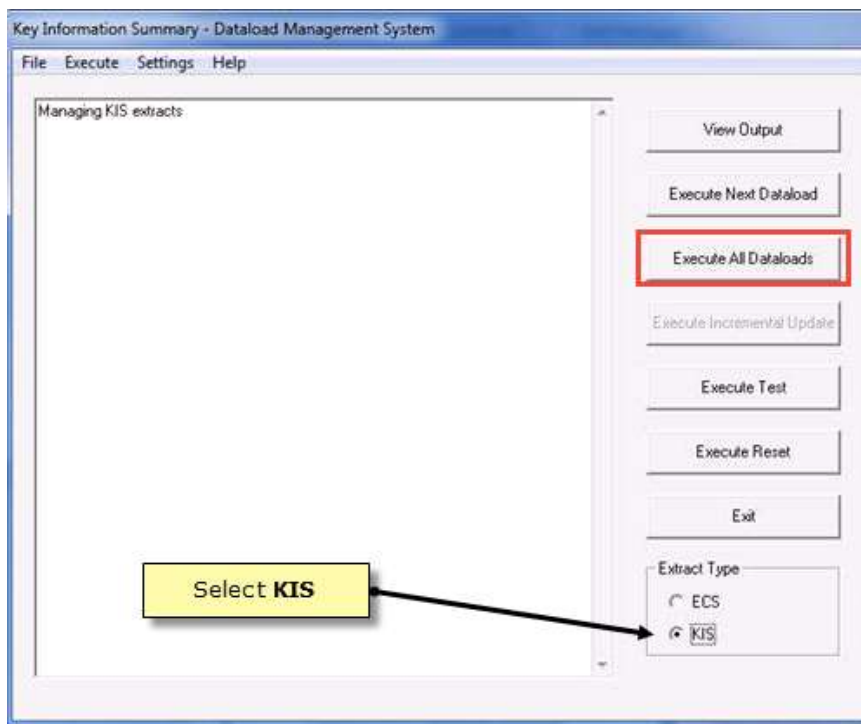 Key Information Summary - Dataload Management System
File Execute Settings Help
Managing KIS extracts
View Output
Execute Next Dataload
Execute All Dataloads
Execute Incremental Update
Execute Test
Execute Reset
Exit
Extract Type
ECS
KIS
Select KIS